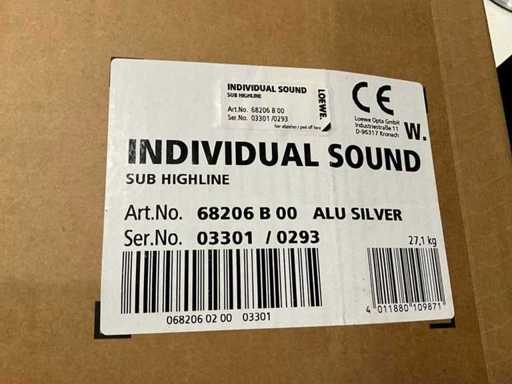 INDIVIDUAL SOUND
SUB HIGHLINE
Art.No. 68206 B 00
Ser.No. 03301 /0293
LOEWE.
CE
Loewe Opta GmbH
Industriestraße 11
D-96317 Kronach
W.
INDIVIDUAL SOUND
SUB HIGHLINE
Art.No. 68206 B 00 ALU SILVER
Ser.No. 03301 / 0293
27,1 kg
068206 02 00 03301
4 011880 109871